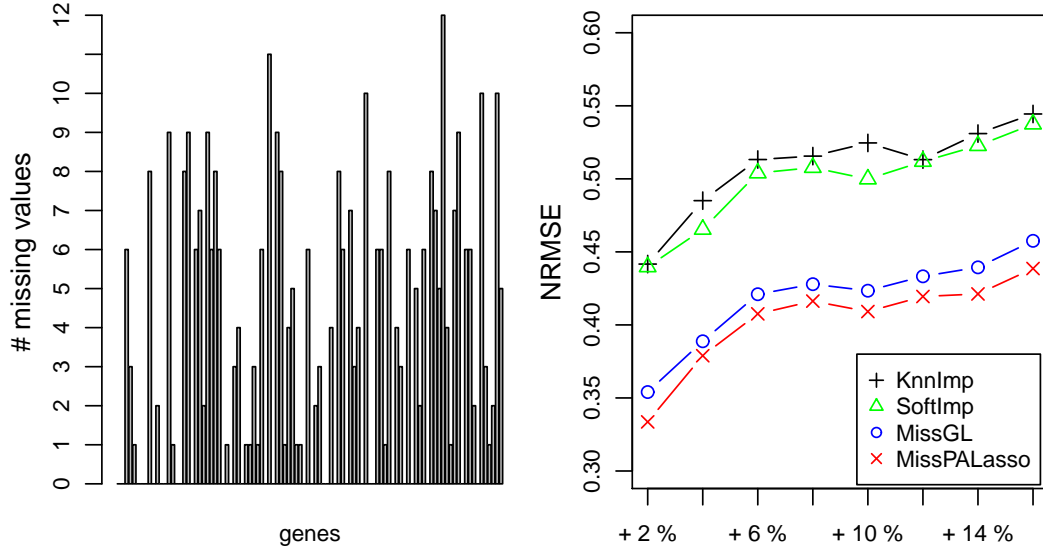 # missing values
0
1
2
3
4
5
6
7
8
9
10
12
genes
NRMSE
0.30
0.35
0.40
0.45
0.50
0.55
0.60
+ 2 %
+ 6 %
+ 10 %
+ 14 %
KnnImp
SoftImp
MissGL
MissPALasso